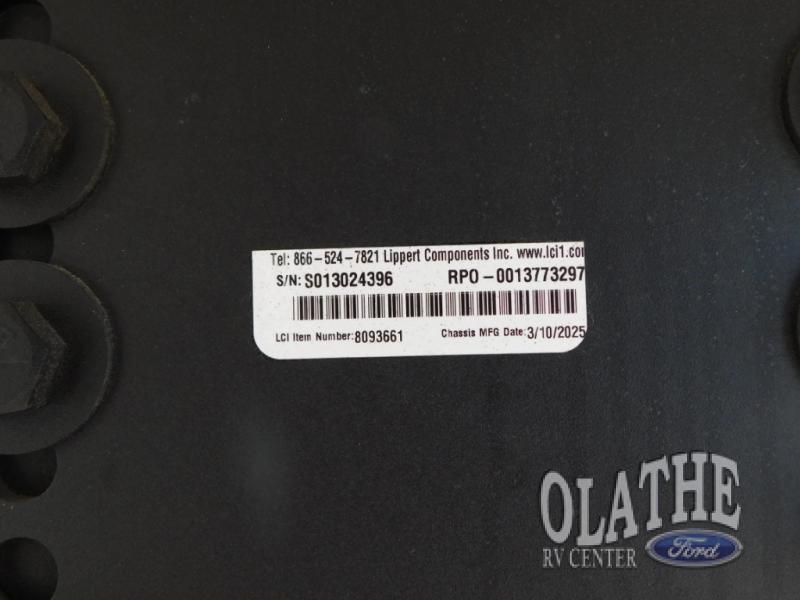 Tel: 866-524-7821 Lippert Components Inc. www.lci1.com
S/N: S013024396 RPO-0013773297
LCI Item Number:8093661 Chassis MFG Date:3/10/2025
OLATHE
RV CENTER Ford